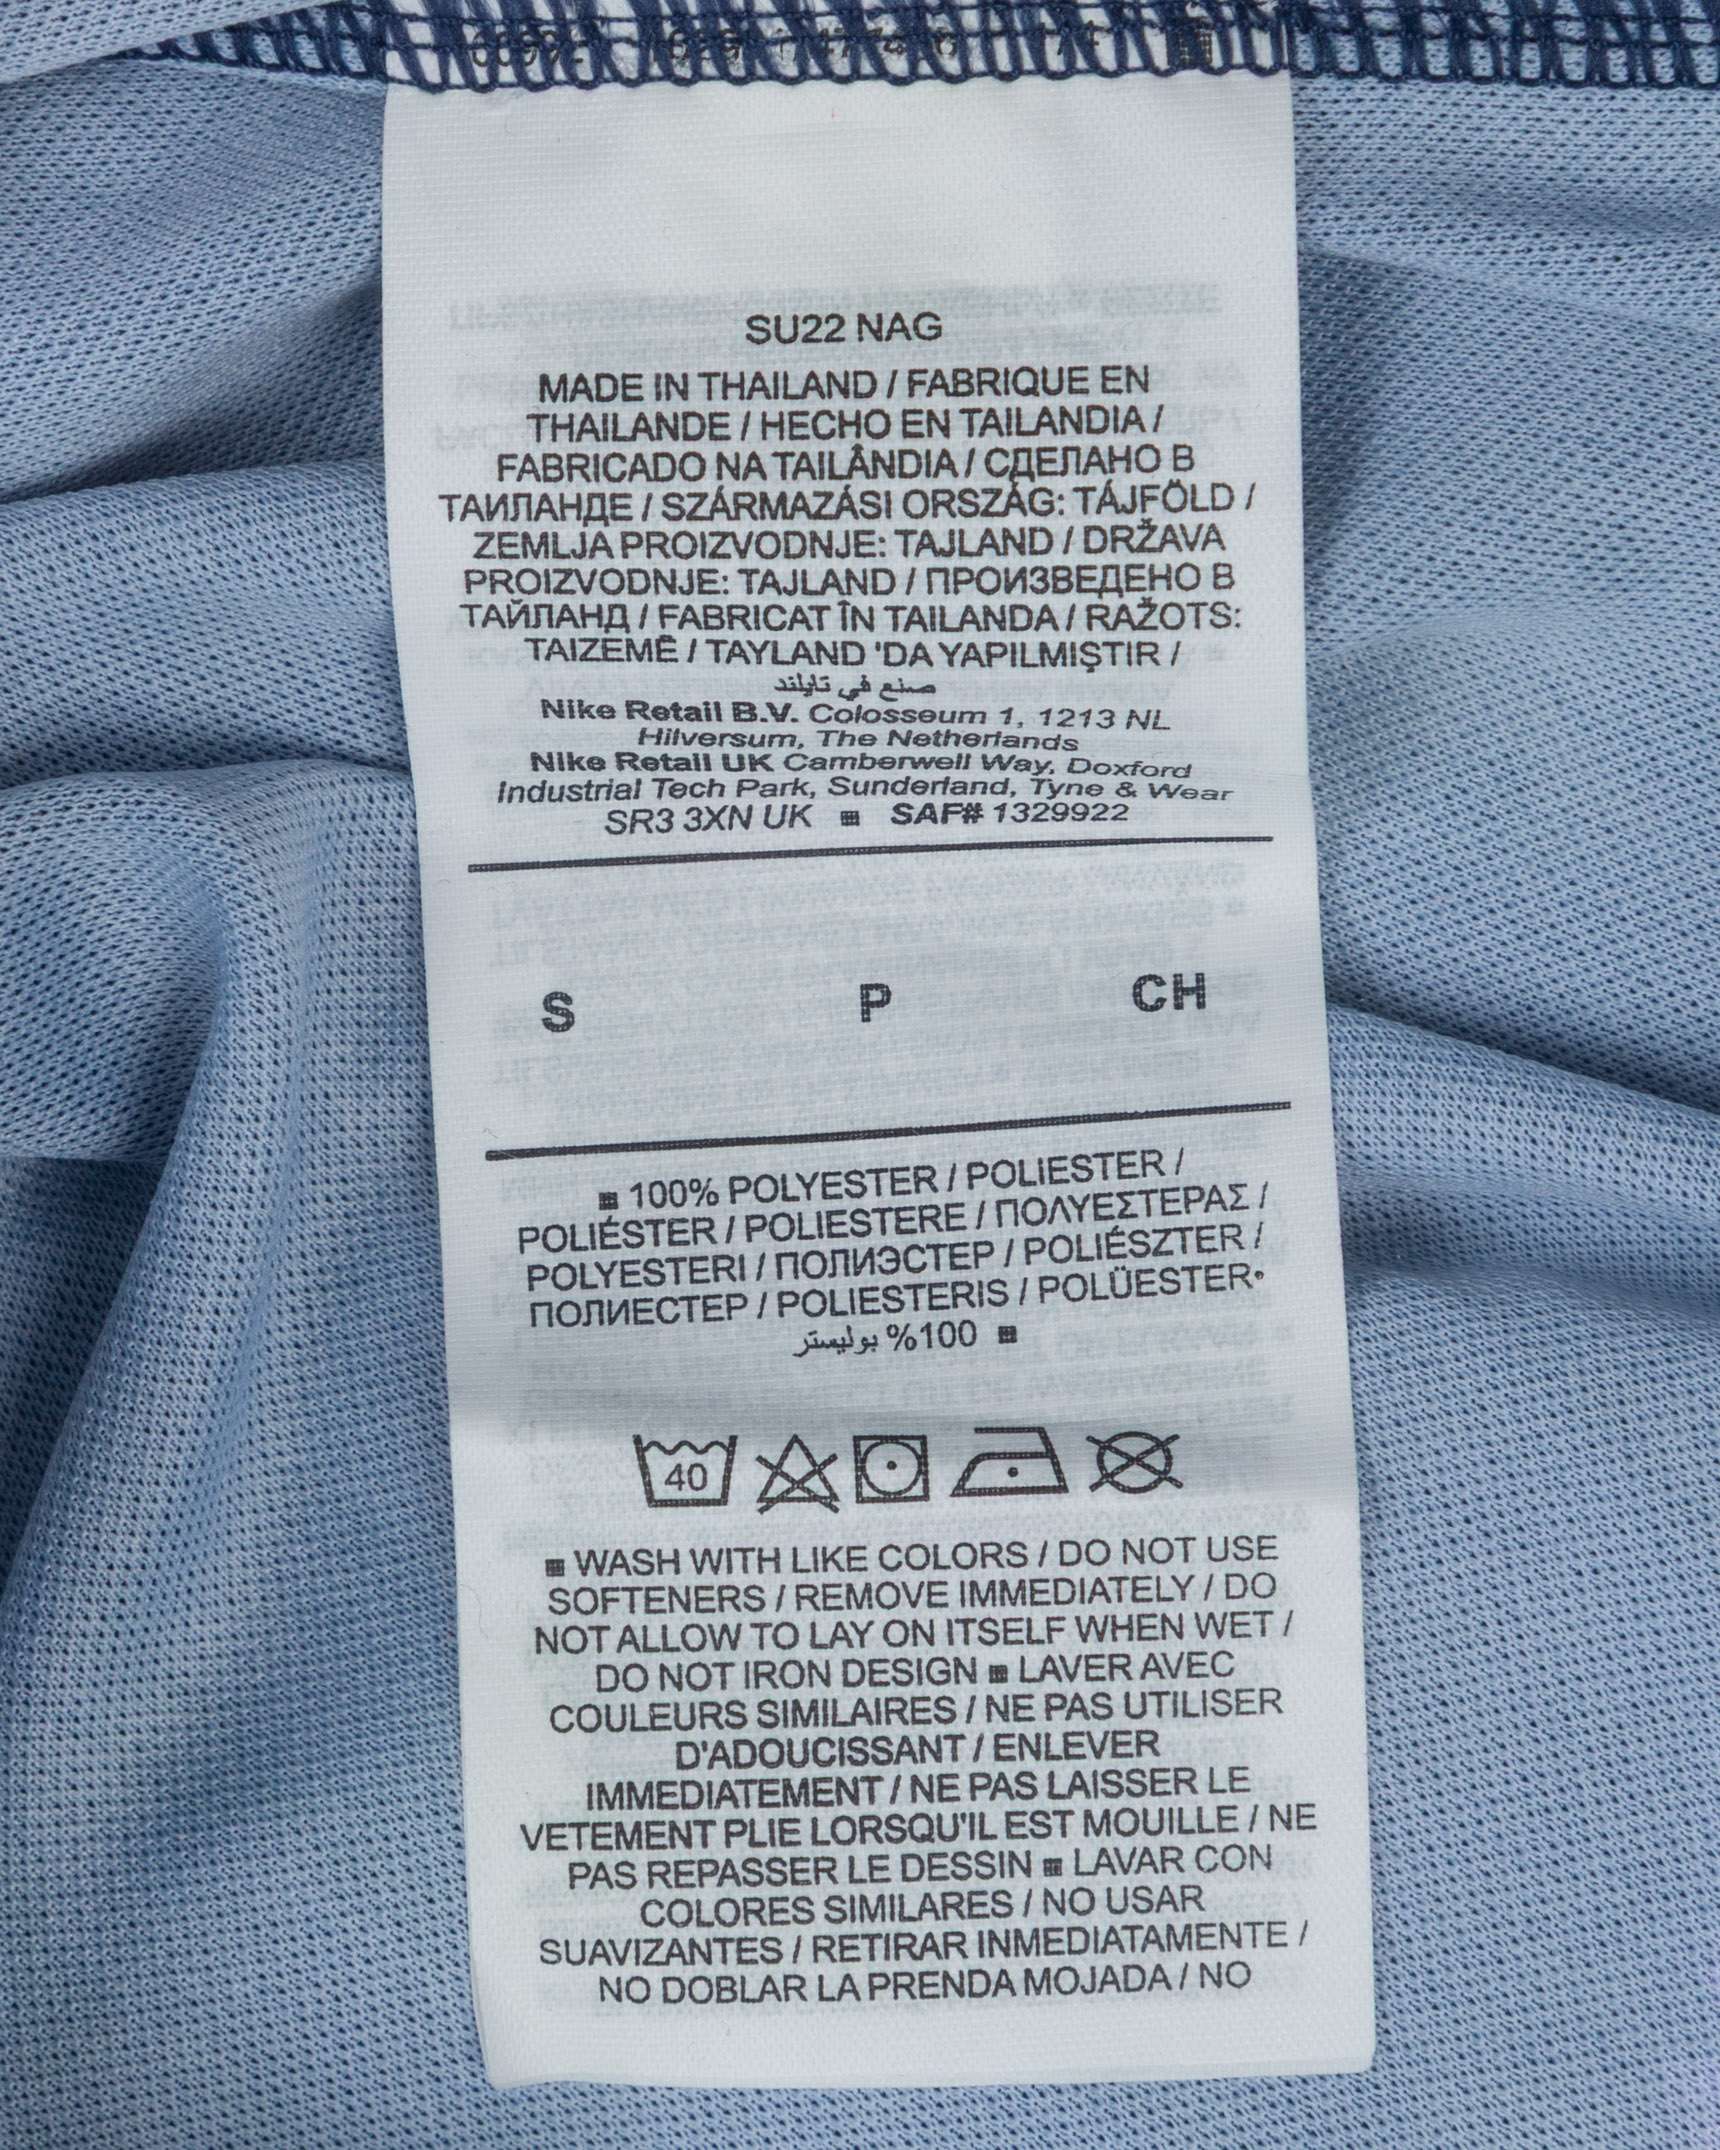 SU22 NAG
MADE IN THAILAND / FABRIQUE EN
THAILANDE / HECHO EN TAILANDIA /
FABRICADO NA TAILÂNDIA / СДЕЛАНО В
ТАИЛАНДЕ / SZÁRMAZÁSI ORSZÁG: TÁJFÖLD /
ZEMLJA PROIZVODNJE: TAJLAND / DRŽAVA
PROIZVODNJE: TAJLAND / ПРОИЗВЕДЕНО В
ТАЙЛАНД / FABRICAT ÎN TAILANDA / RAŽOTS:
TAIZEMĒ / TAYLAND 'DA YAPILMIŞTIR /
صنع في تايلند
Nike Retail B.V. Colosseum 1, 1213 NL
Hilversum, The Netherlands
Nike Retail UK Camberwell Way, Doxford
Industrial Tech Park, Sunderland, Tyne & Wear
SR3 3XN UK SAF# 1329922
S P CH
100% POLYESTER / POLIESTER /
POLIÉSTER / POLIESTERE / ΠΟΛΥΕΣΤΕΡΑΣ /
POLYESTERI / ПОЛИЭСТЕР / POLIÉSZTER /
ПОЛИЕСТЕР / POLIESTERIS / POLÜESTER•
100% بوليستر
40
WASH WITH LIKE COLORS / DO NOT USE
SOFTENERS / REMOVE IMMEDIATELY / DO
NOT ALLOW TO LAY ON ITSELF WHEN WET /
DO NOT IRON DESIGN LAVER AVEC
COULEURS SIMILAIRES / NE PAS UTILISER
D'ADOUCISSANT / ENLEVER
IMMEDIATEMENT / NE PAS LAISSER LE
VETEMENT PLIE LORSQU'IL EST MOUILLE / NE
PAS REPASSER LE DESSIN LAVAR CON
COLORES SIMILARES / NO USAR
SUAVIZANTES / RETIRAR INMEDIATAMENTE /
NO DOBLAR LA PRENDA MOJADA / NO